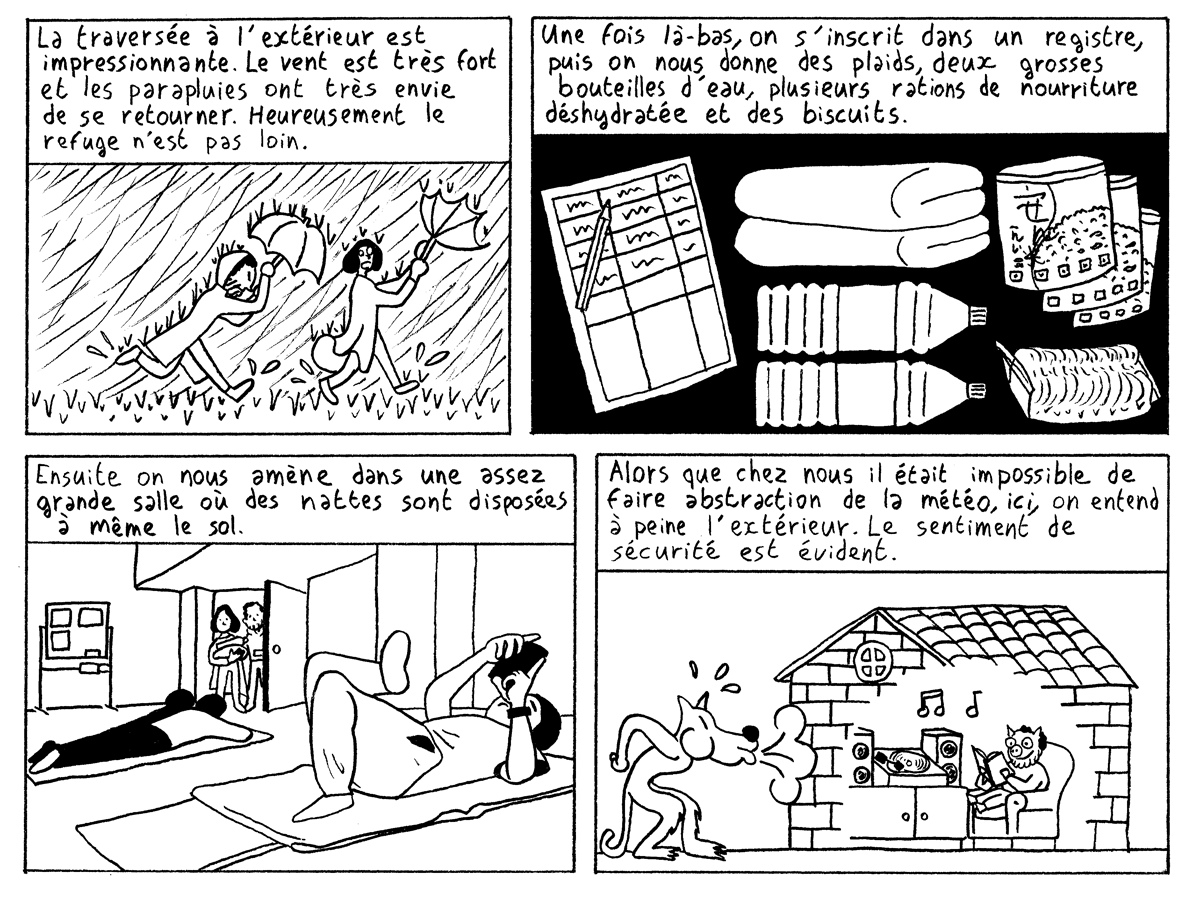 La traversée à l'extérieur est
impressionnante. Le vent est très fort
et les parapluies ont très envie
de se retourner. Heureusement le
refuge n'est pas loin.
Une fois là-bas, on s'inscrit dans un registre,
puis on nous donne des plaids, deux grosses
bouteilles d'eau, plusieurs rations de nourriture
déshydratée et des biscuits.
Ensuite on nous amène dans une assez
grande salle où des nattes sont disposées
à même le sol.
Alors que chez nous il était impossible de
faire abstraction de la météo, ici, on entend
à peine l'extérieur. Le sentiment de
sécurité est évident.